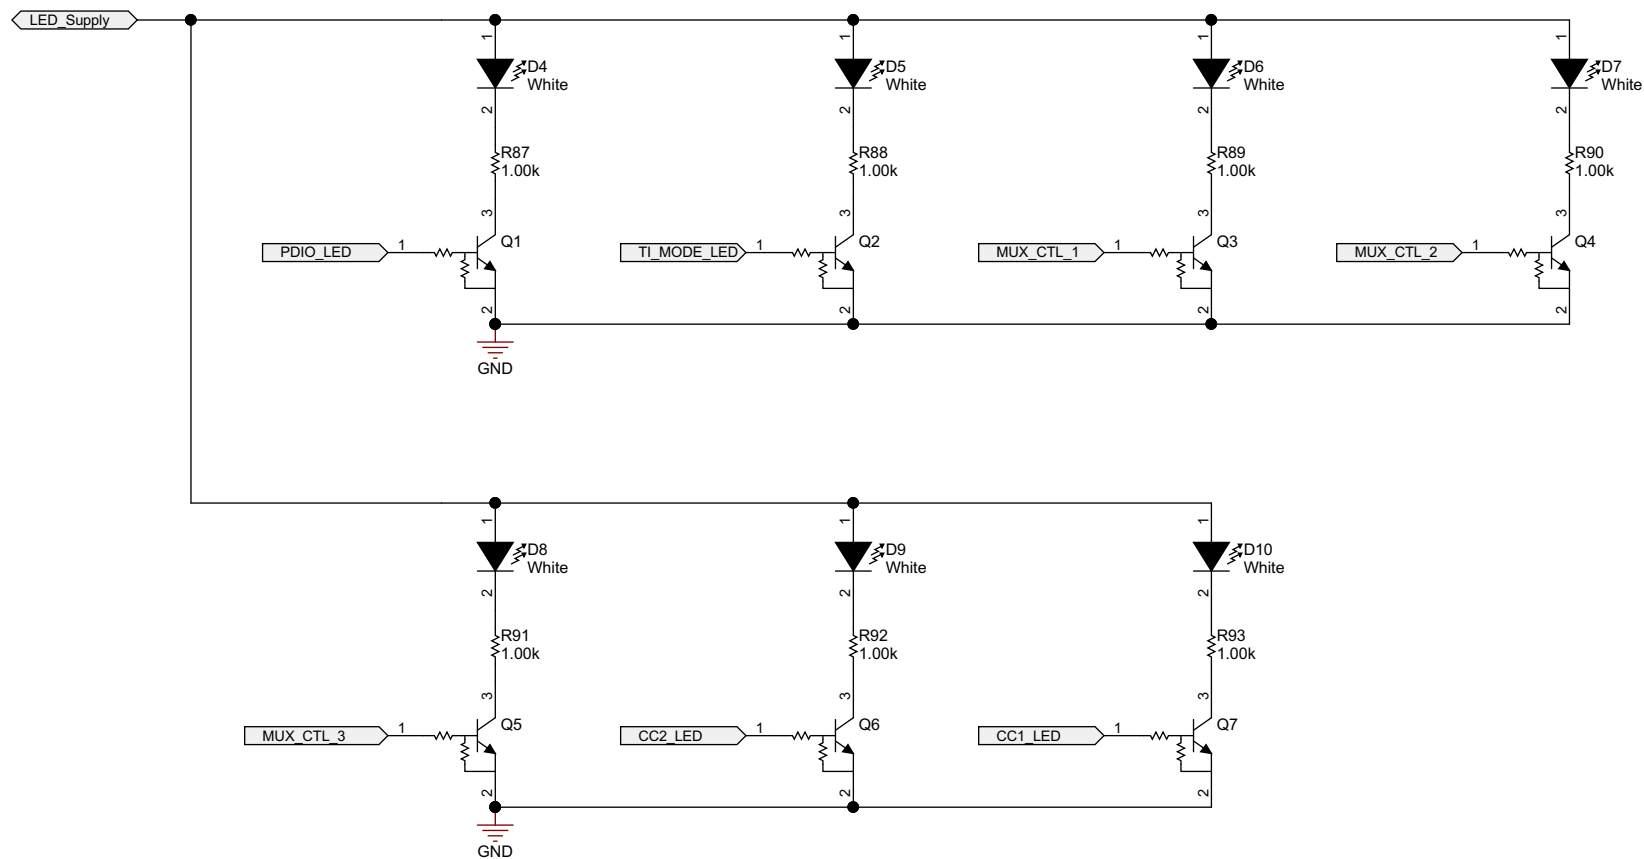 LED_Supply
1 1 1 1
D4 D5 D6 D7
White White White White
2 2 2 2
R87 R88 R89 R90
1.00k 1.00k 1.00k 1.00k
3 3 3 3
PDIO_LED 1 Q1 TI_MODE_LED 1 Q2 MUX_CTL_1 1 Q3 MUX_CTL_2 1 Q4
2 2 2 2
GND
1 1 1
D8 D9 D10
White White White
2 2 2
R91 R92 R93
1.00k 1.00k 1.00k
3 3 3
MUX_CTL_3 1 Q5 CC2_LED 1 Q6 CC1_LED 1 Q7
2 2 2
GND